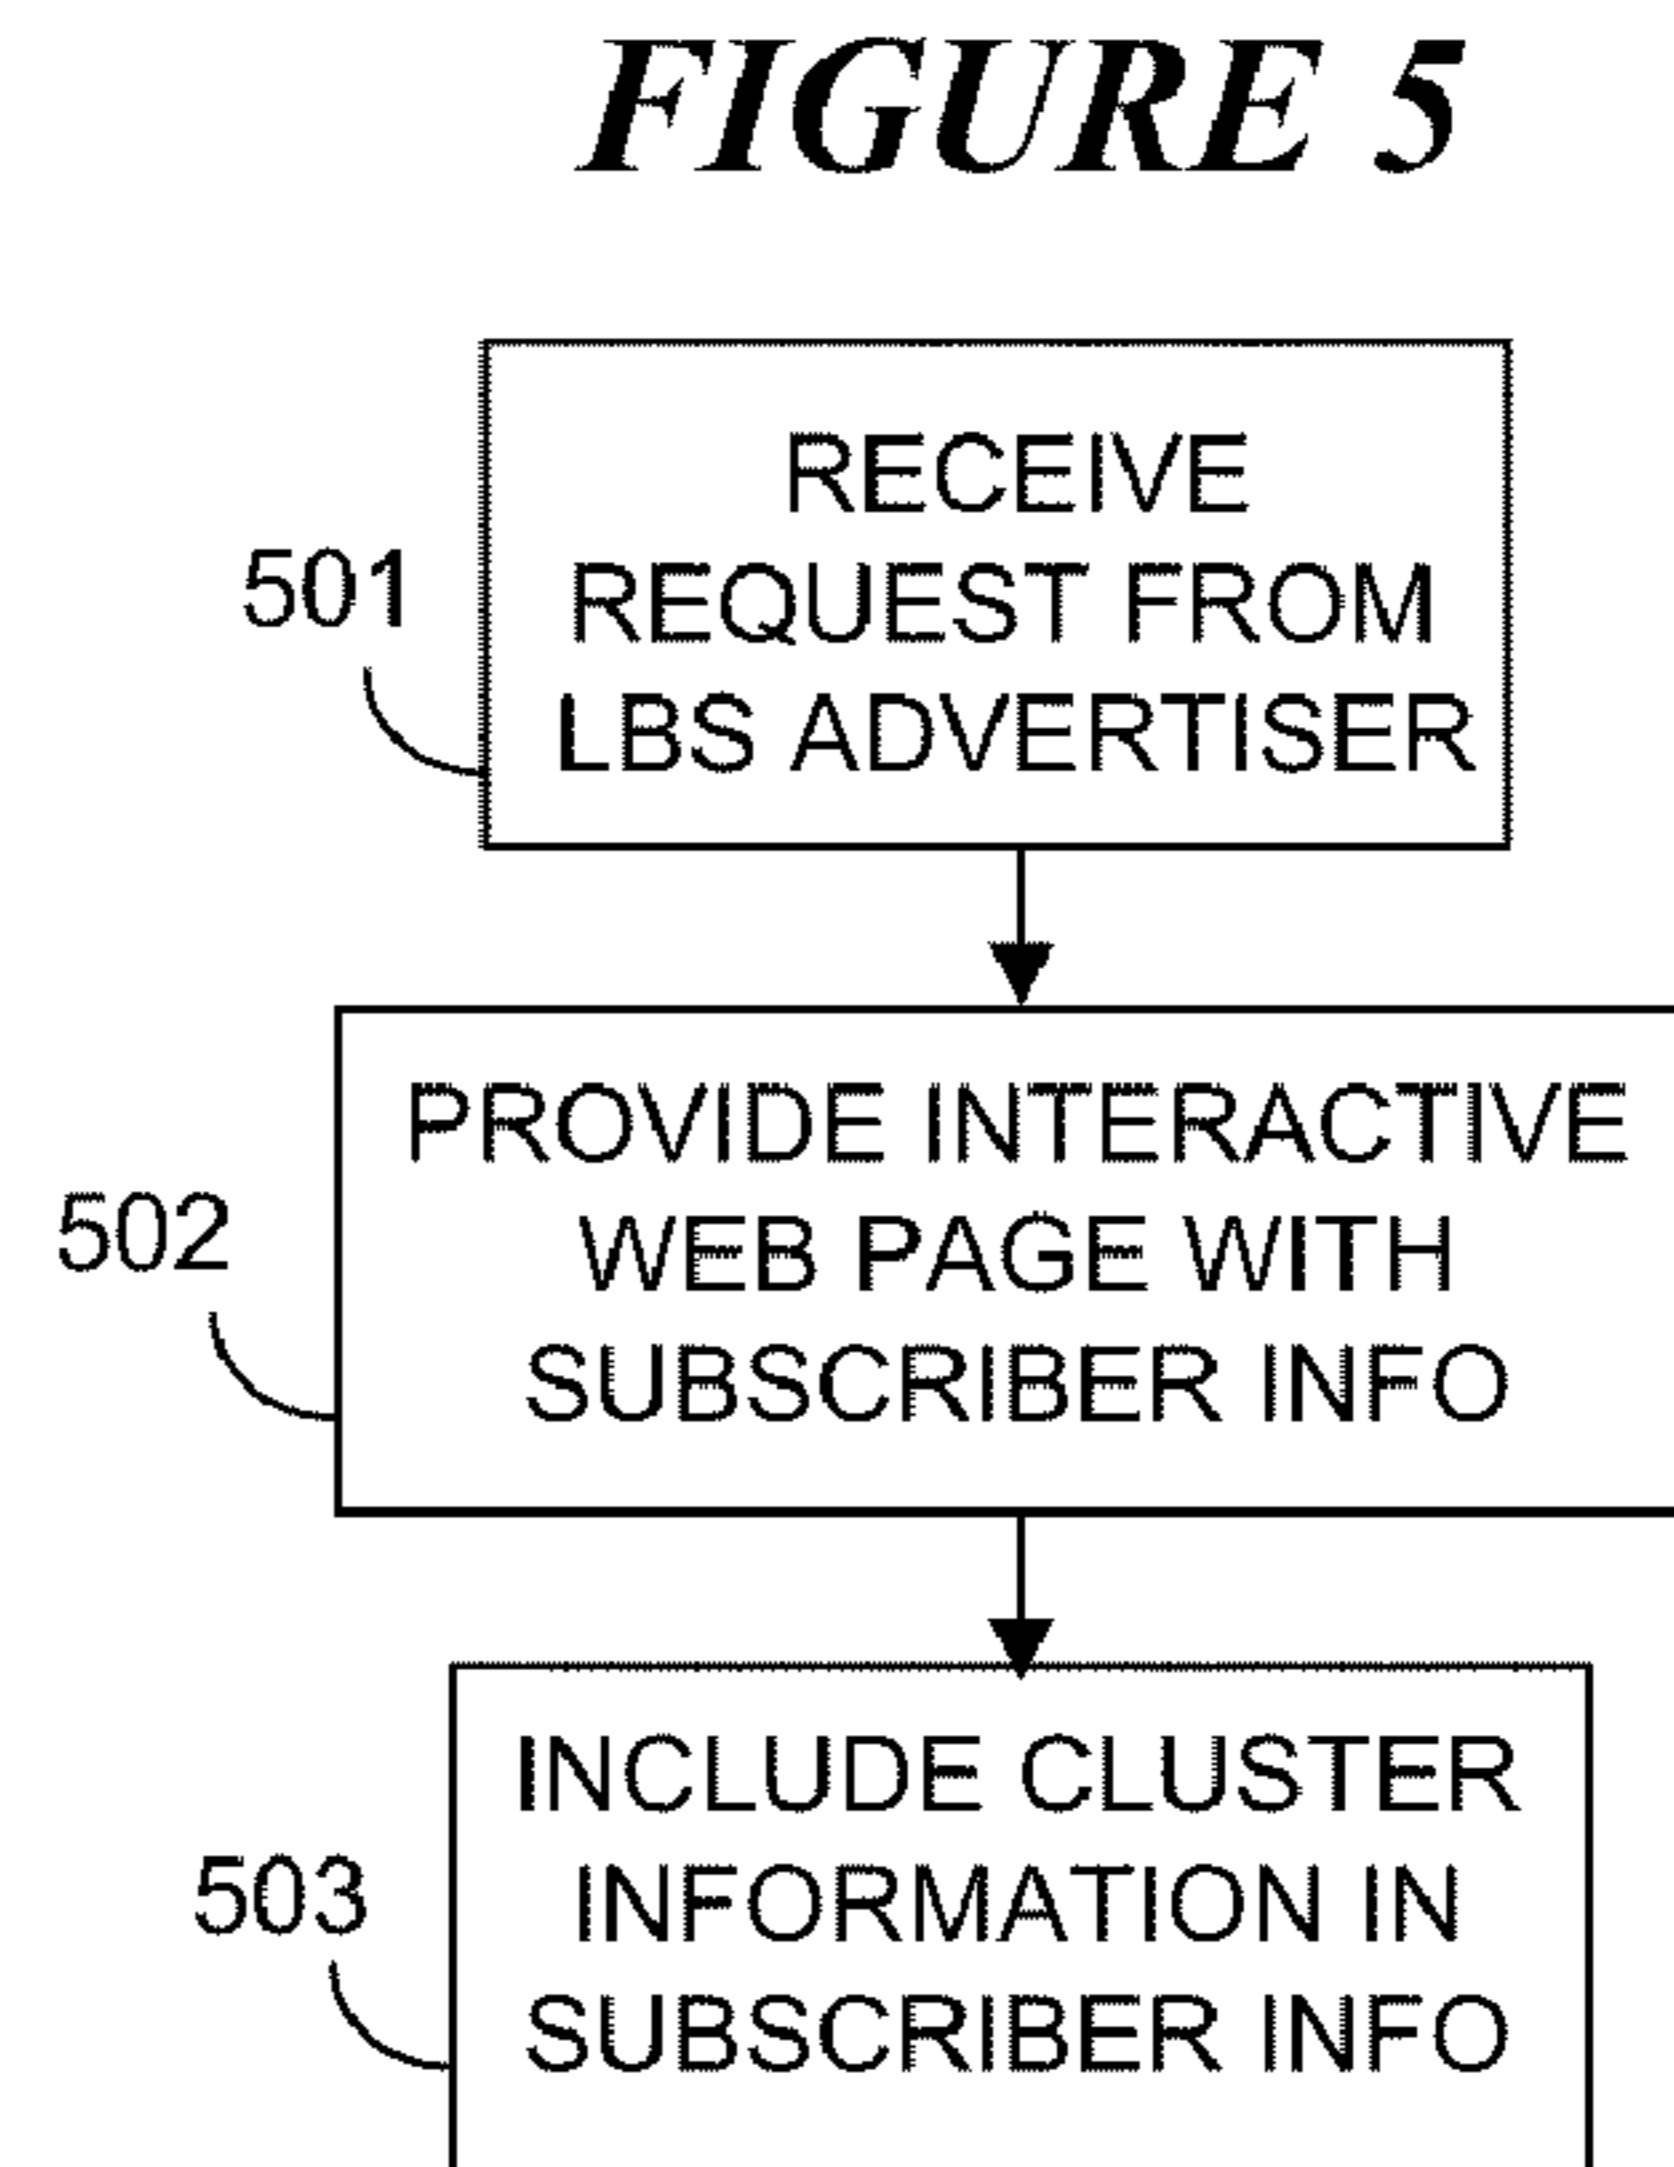 FIGURE 5
RECEIVE
REQUEST FROM
LBS ADVERTISER
501
PROVIDE INTERACTIVE
WEB PAGE WITH
SUBSCRIBER INFO
502
INCLUDE CLUSTER
INFORMATION IN
SUBSCRIBER INFO
503